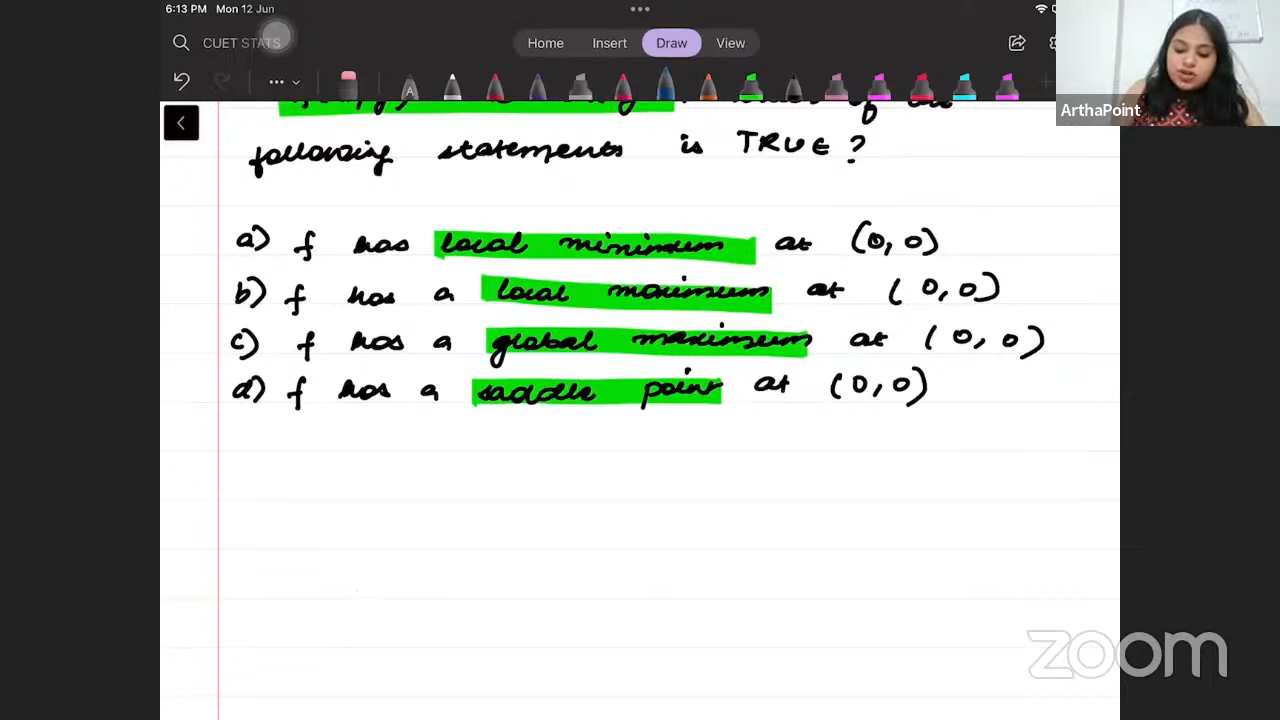 6:13 PM Mon 12 Jun
CUET STATS
Home Insert Draw View
ArthaPoint
A
of
following statements is TRUE?
a) f has local minimum at (0, 0)
b) f has a local maximum at (0, 0)
c) f has a global maximum at (0, 0)
d) f has a saddle point at (0, 0)
zoom